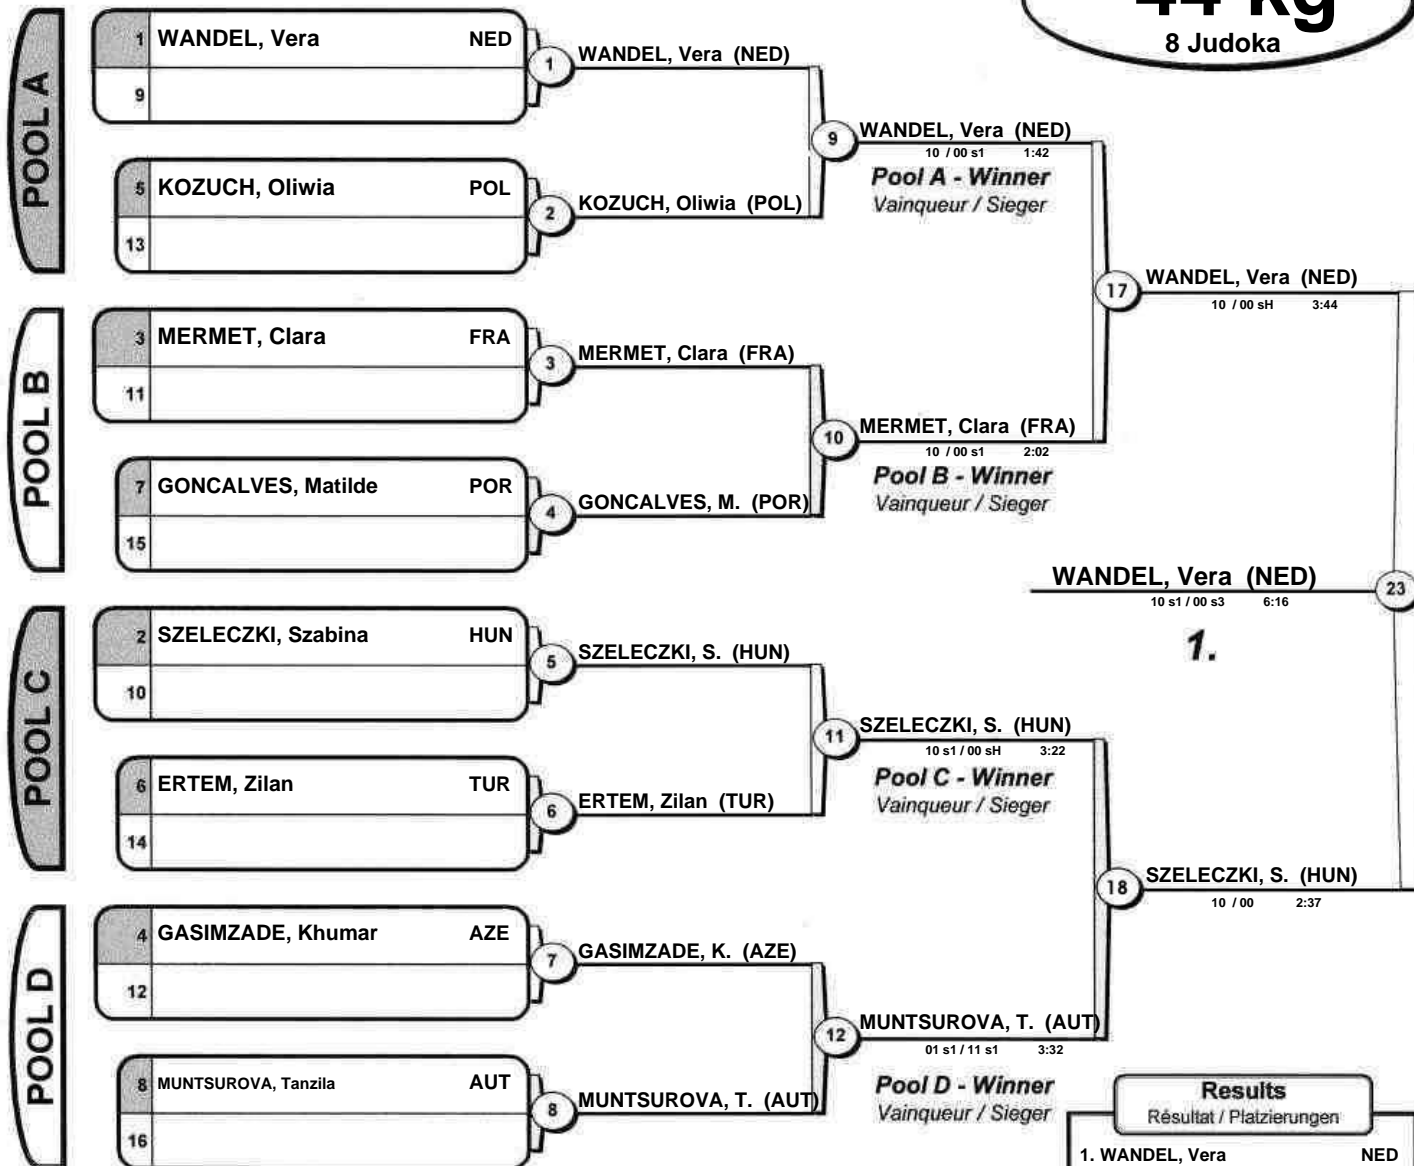 44 kg
8 Judoka
POOL A
1 WANDEL, Vera NED
9
5 KOZUCH, Oliwia POL
13
1 WANDEL, Vera (NED)
2 KOZUCH, Oliwia (POL)
9 WANDEL, Vera (NED)
10 / 00 s1 1:42
Pool A - Winner
Vainqueur / Sieger
POOL B
3 MERMET, Clara FRA
11
7 GONCALVES, Matilde POR
15
3 MERMET, Clara (FRA)
4 GONCALVES, M. (POR)
10 MERMET, Clara (FRA)
10 / 00 s1 2:02
Pool B - Winner
Vainqueur / Sieger
17 WANDEL, Vera (NED)
10 / 00 sH 3:44
WANDEL, Vera (NED) 23
10 s1 / 00 s3 6:16
1.
POOL C
2 SZELECZKI, Szabina HUN
10
6 ERTEM, Zilan TUR
14
5 SZELECZKI, S. (HUN)
6 ERTEM, Zilan (TUR)
11 SZELECZKI, S. (HUN)
10 s1 / 00 sH 3:22
Pool C - Winner
Vainqueur / Sieger
POOL D
4 GASIMZADE, Khumar AZE
12
8 MUNTSUROVA, Tanzila AUT
16
7 GASIMZADE, K. (AZE)
8 MUNTSUROVA, T. (AUT)
12 MUNTSUROVA, T. (AUT)
01 s1 / 11 s1 3:32
Pool D - Winner
Vainqueur / Sieger
18 SZELECZKI, S. (HUN)
10 / 00 2:37
Results
Résultat / Platzierungen
1. WANDEL, Vera NED